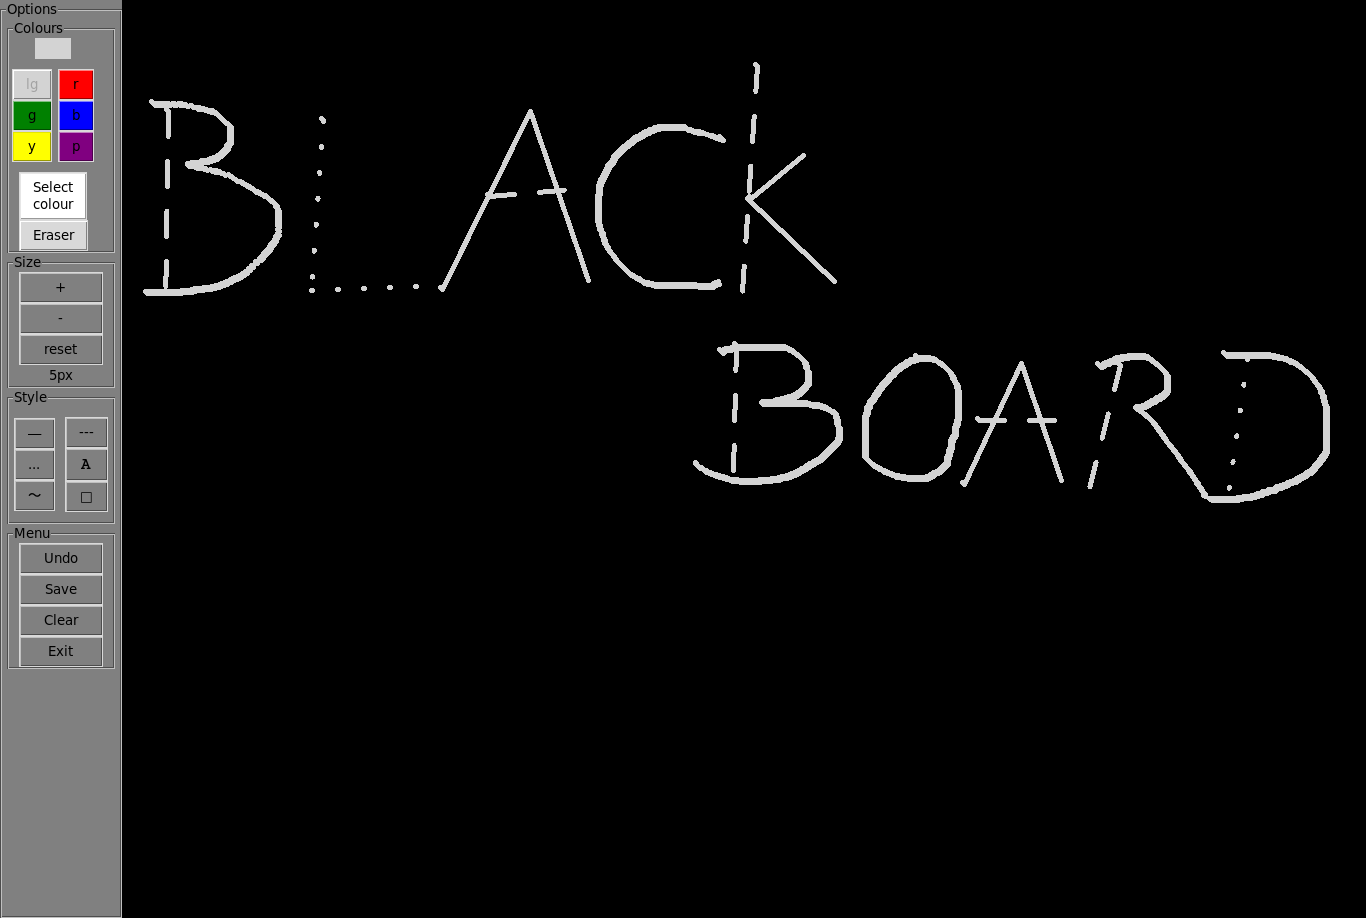 Options
Colours
lg r
g b
y p
Select
colour
Eraser
Size
+
-
reset
5px
Style
— ---
... A
~ □
Menu
Undo
Save
Clear
Exit
BLACK
BOARD